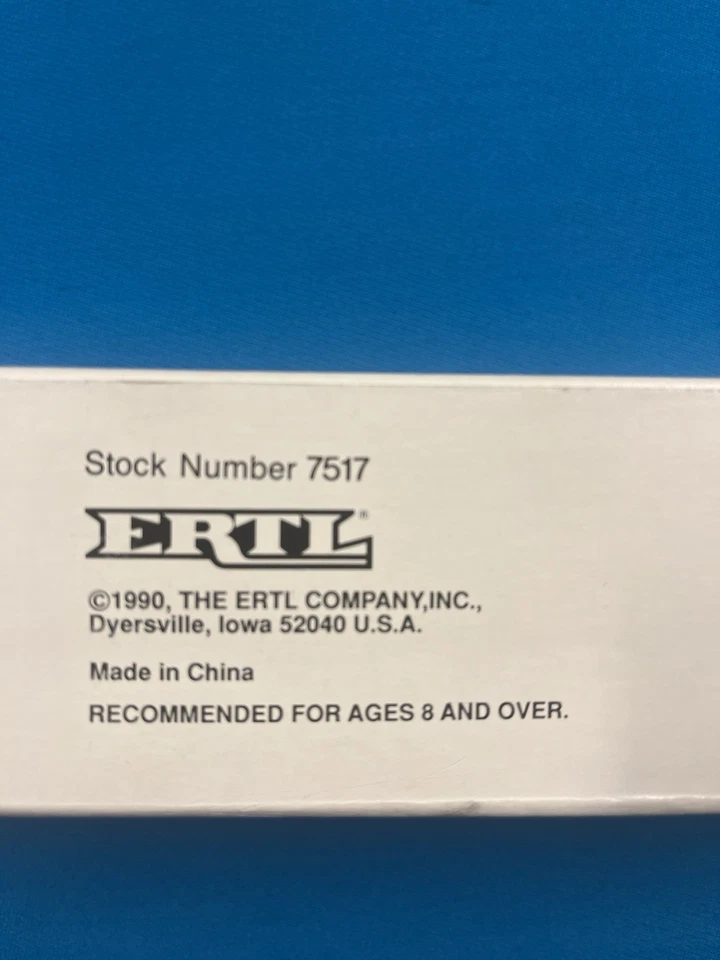 Stock Number 7517
ERTL®
©1990, THE ERTL COMPANY,INC.,
Dyersville, Iowa 52040 U.S.A.
Made in China
RECOMMENDED FOR AGES 8 AND OVER.